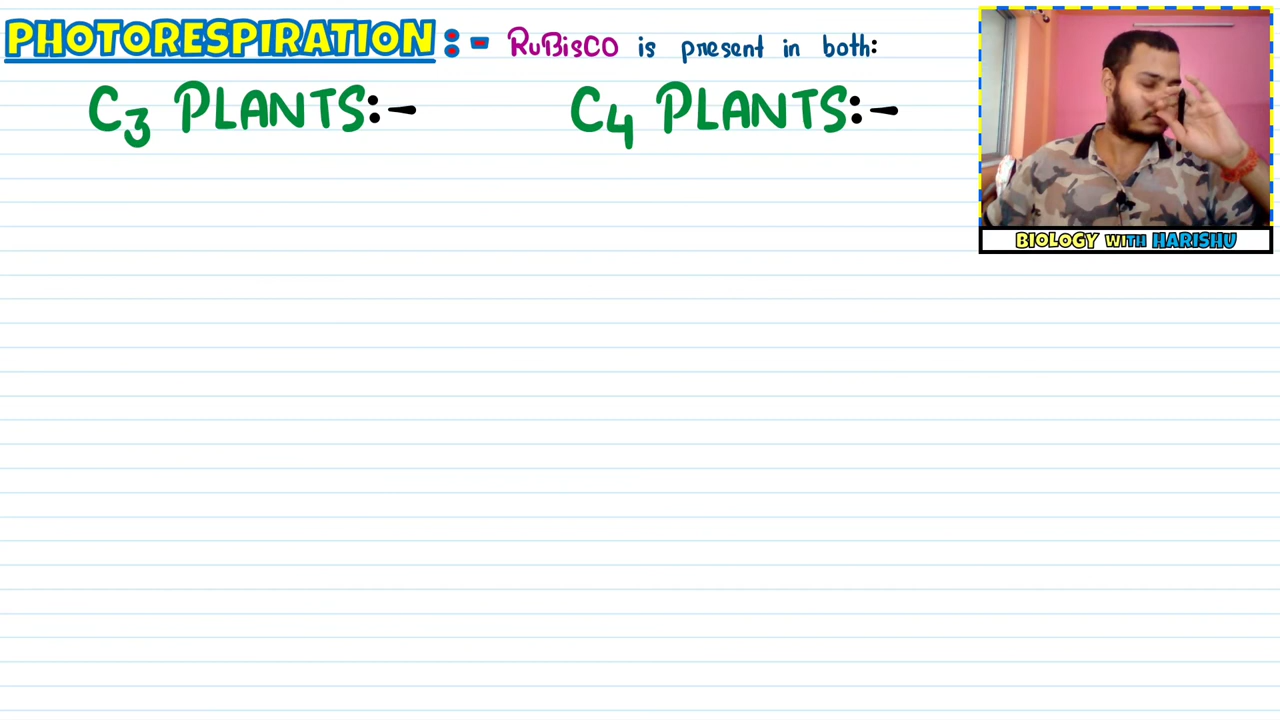 PHOTORESPIRATION:- RuBisCO is present in both:
C3 PLANTS:-
C4 PLANTS:-
BIOLOGY WITH HARISHU